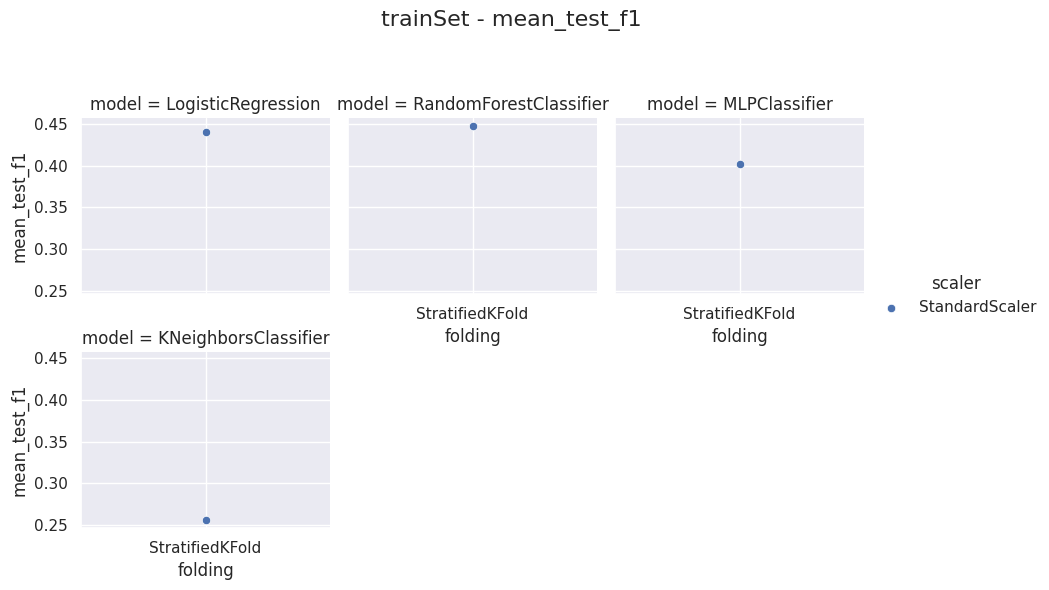 trainSet - mean_test_f1
model = LogisticRegression
model = RandomForestClassifier
model = MLPClassifier
mean_test_f1
0.45
0.40
0.35
0.30
0.25
StratifiedKFold
folding
StratifiedKFold
folding
scaler
StandardScaler
model = KNeighborsClassifier
mean_test_f1
0.45
0.40
0.35
0.30
0.25
StratifiedKFold
folding